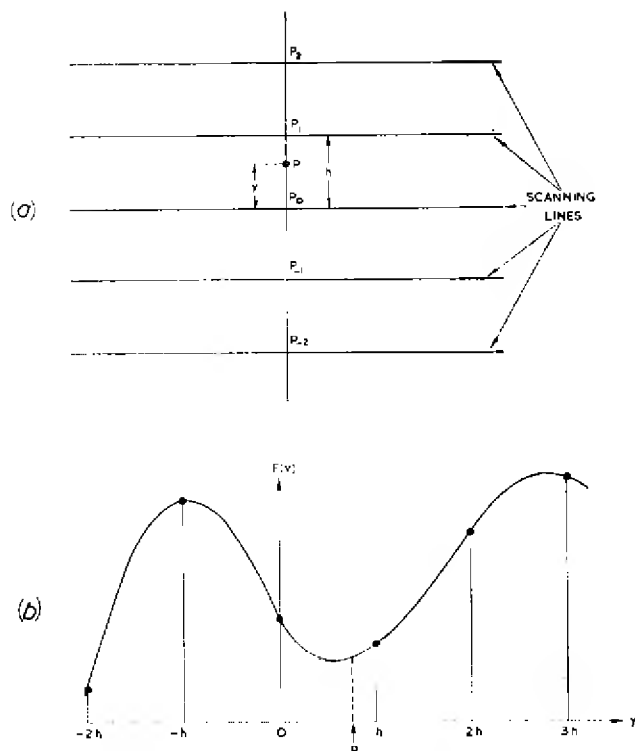 P₂
P₁
P
h
y
(a)
P₀
SCANNING
LINES
P₋₁
P₋₂
F(y)
(b)
-2h -h 0 h 2h 3h y
P